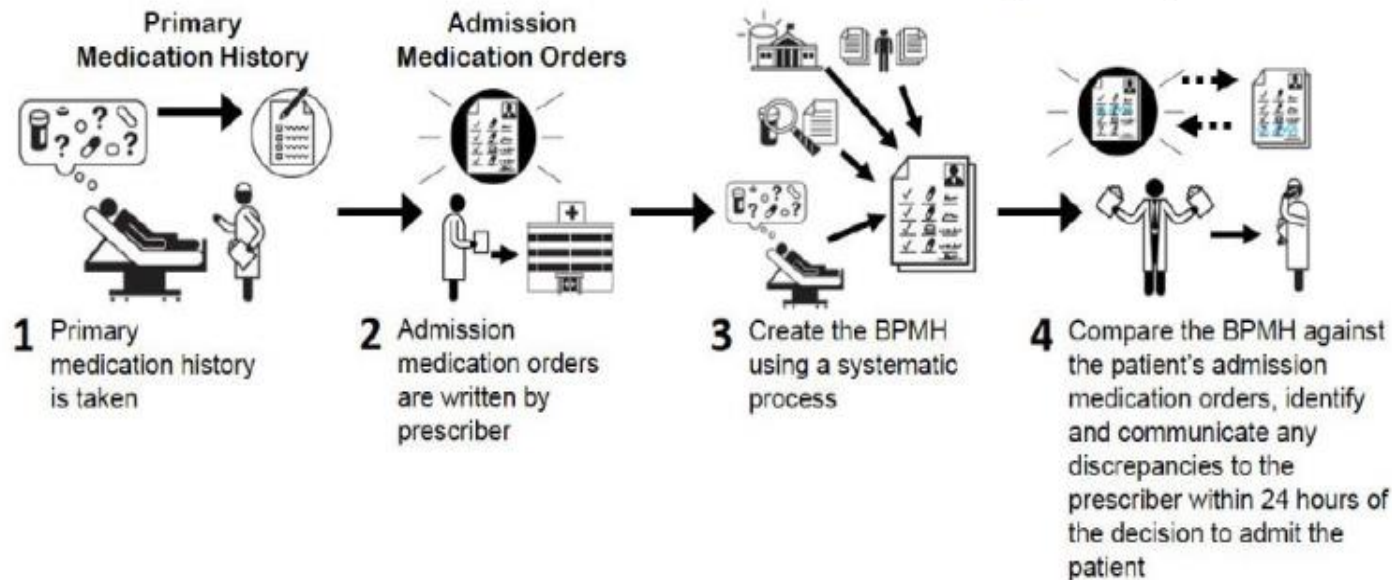 Primary
Medication History
Admission
Medication Orders
1 Primary
medication history
is taken
2 Admission
medication orders
are written by
prescriber
3 Create the BPMH
using a systematic
process
4 Compare the BPMH against
the patient's admission
medication orders, identify
and communicate any
discrepancies to the
prescriber within 24 hours of
the decision to admit the
patient